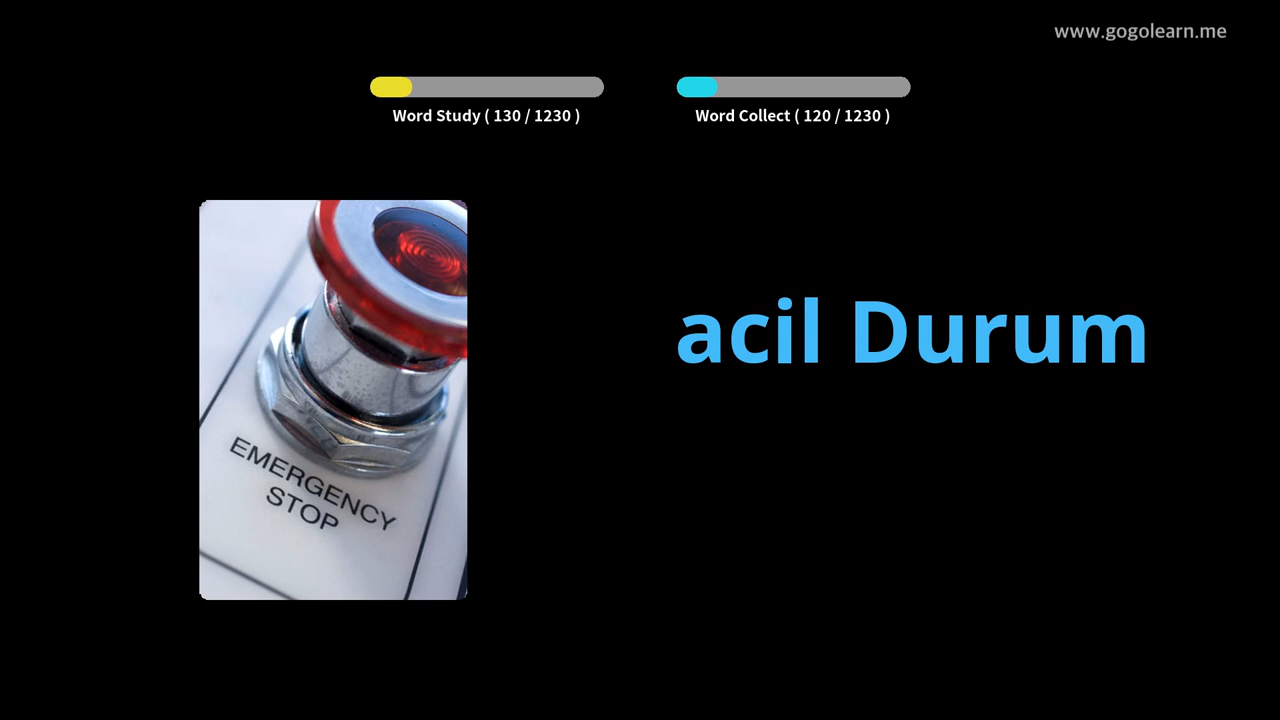 www.gogolearn.me
Word Study ( 130 / 1230 )
Word Collect ( 120 / 1230 )
acil Durum
EMERGENCY
STOP